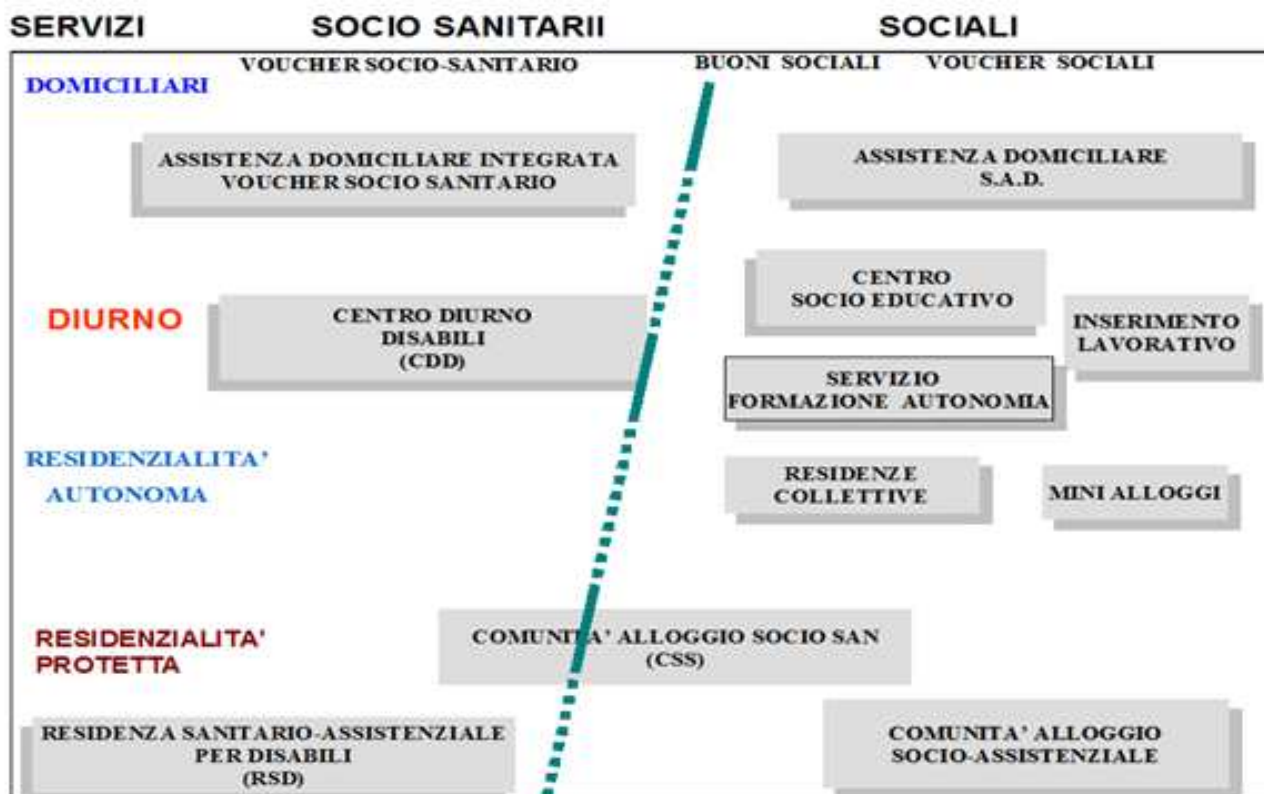 SERVIZI SOCIO SANITARII SOCIALI
VOUCHER SOCIO-SANITARIO BUONI SOCIALI VOUCHER SOCIALI
DOMICILIARI
ASSISTENZA DOMICILIARE INTEGRATA
VOUCHER SOCIO SANITARIO
ASSISTENZA DOMICILIARE
S.A.D.
DIURNO
CENTRO DIURNO
DISABILI
(CDD)
CENTRO
SOCIO EDUCATIVO
INSERIMENTO
LAVORATIVO
SERVIZIO
FORMAZIONE AUTONOMIA
RESIDENZIALITA'
AUTONOMA
RESIDENZE
COLLETTIVE
MINI ALLOGGI
RESIDENZIALITA'
PROTETTA
COMUNITA' ALLOGGIO SOCIO SAN
(CSS)
RESIDENZA SANITARIO-ASSISTENZIALE
PER DISABILI
(RSD)
COMUNITA' ALLOGGIO
SOCIO-ASSISTENZIALE